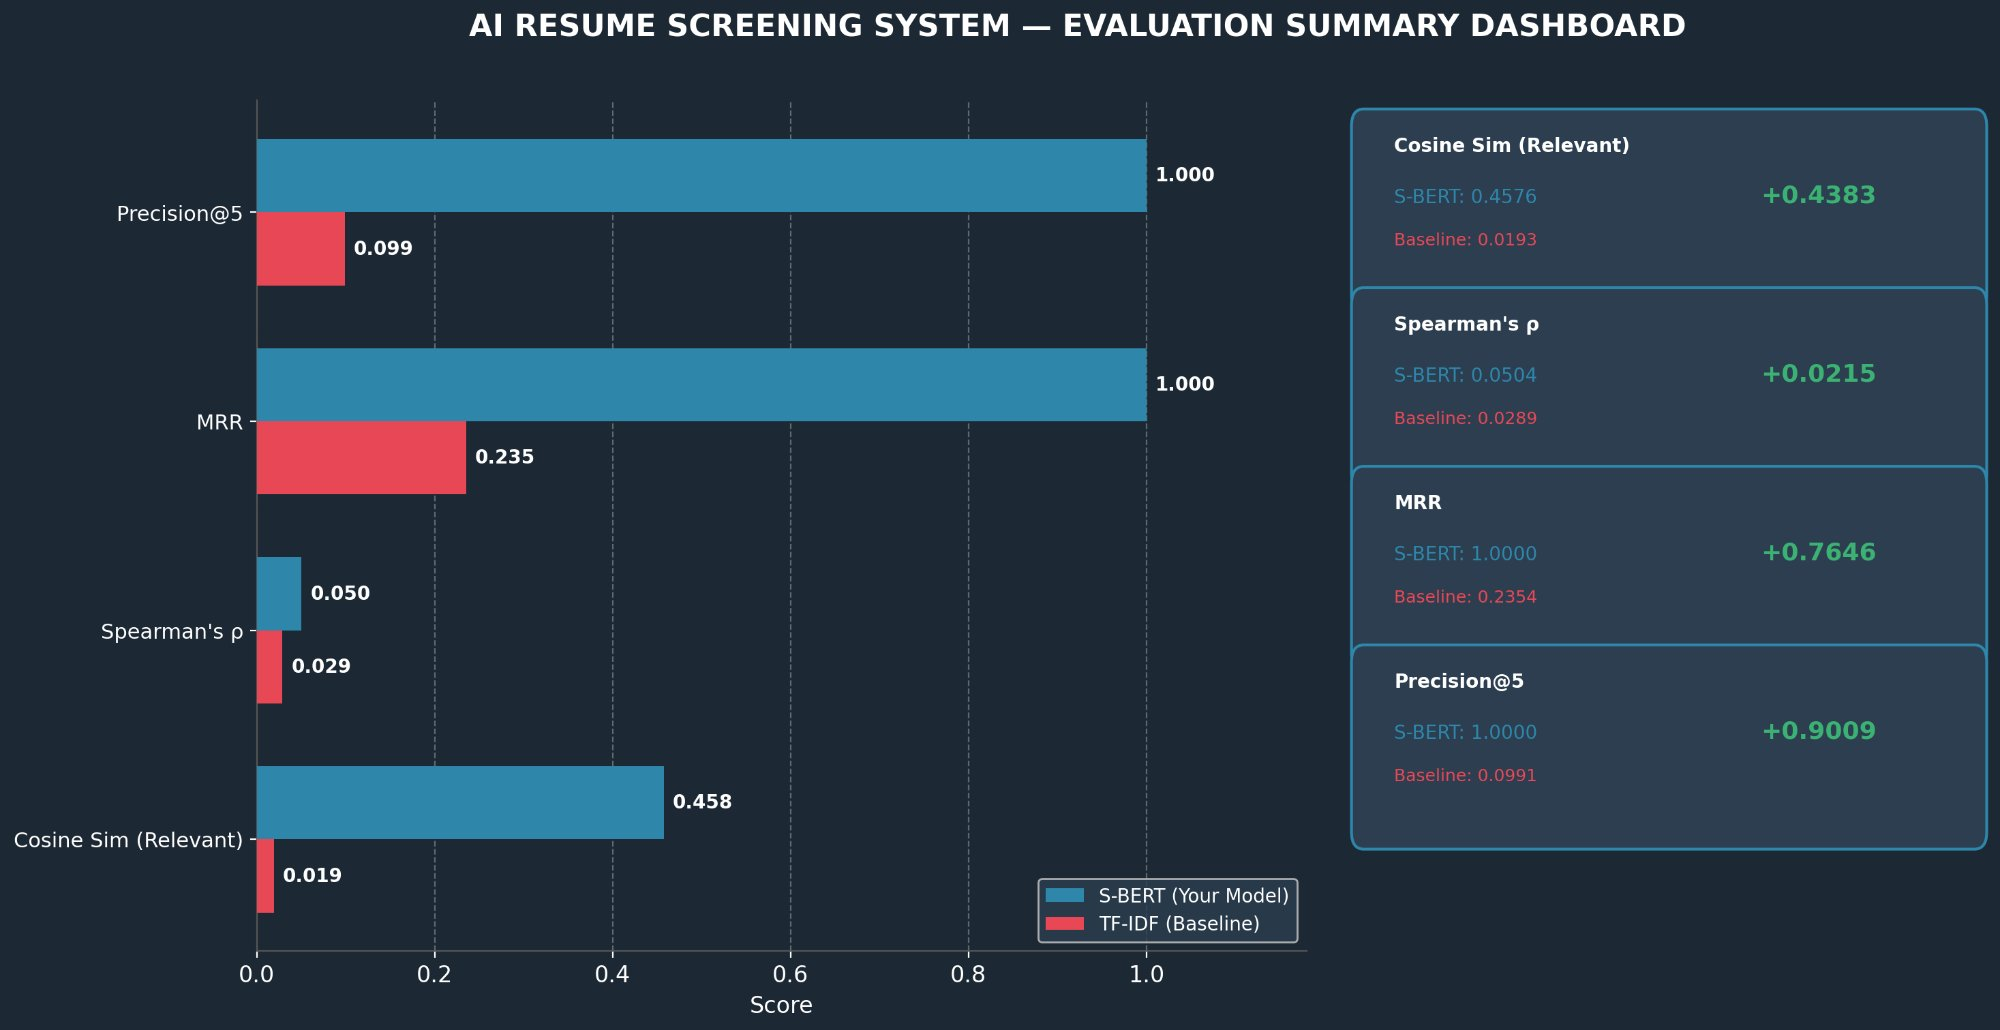 AI RESUME SCREENING SYSTEM — EVALUATION SUMMARY DASHBOARD
Precision@5
1.000
0.099
MRR
1.000
0.235
Spearman's ρ
0.050
0.029
Cosine Sim (Relevant)
0.458
0.019
S-BERT (Your Model)
TF-IDF (Baseline)
0.0 0.2 0.4 0.6 0.8 1.0
Score
Cosine Sim (Relevant)
S-BERT: 0.4576
+0.4383
Baseline: 0.0193
Spearman's ρ
S-BERT: 0.0504
+0.0215
Baseline: 0.0289
MRR
S-BERT: 1.0000
+0.7646
Baseline: 0.2354
Precision@5
S-BERT: 1.0000
+0.9009
Baseline: 0.0991